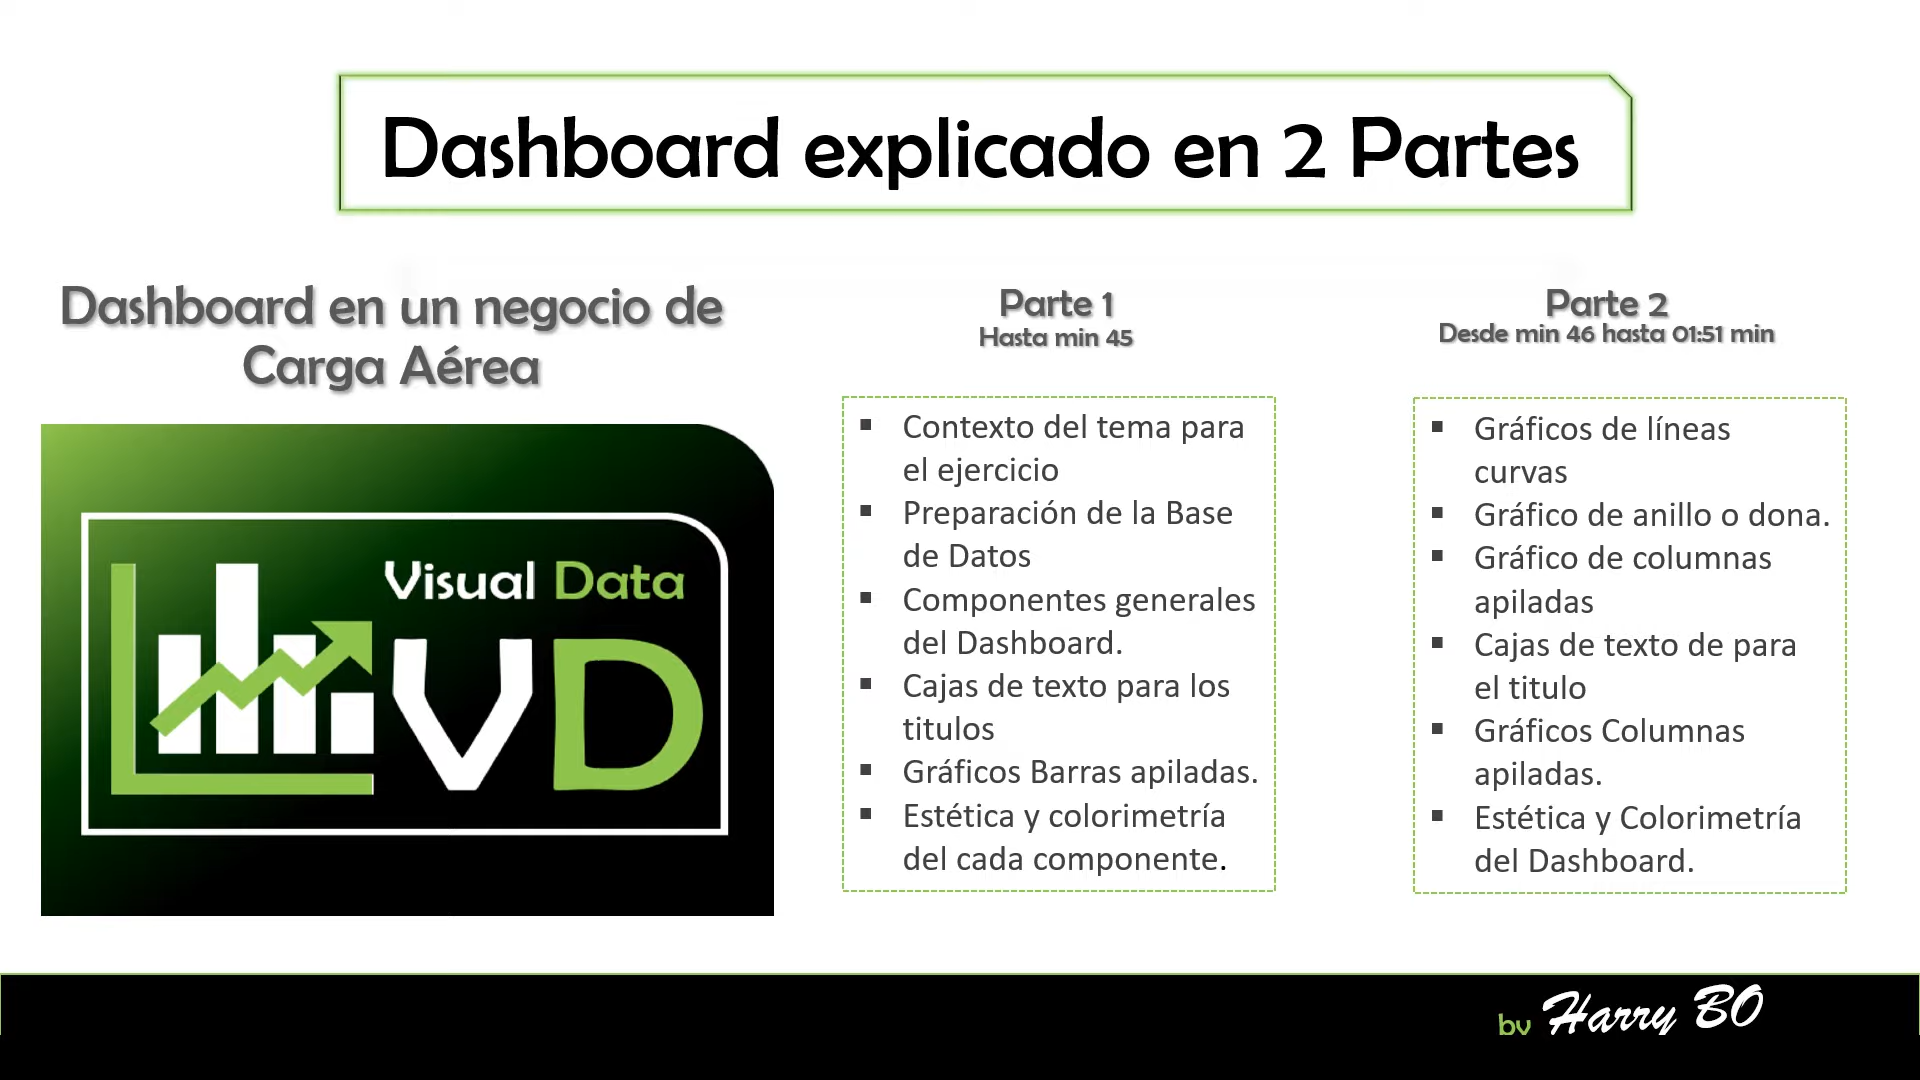 Dashboard explicado en 2 Partes
Dashboard en un negocio de
Carga Aérea
Visual Data
VD
Parte 1
Hasta min 45
▪ Contexto del tema para
el ejercicio
▪ Preparación de la Base
de Datos
▪ Componentes generales
del Dashboard.
▪ Cajas de texto para los
titulos
▪ Gráficos Barras apiladas.
▪ Estética y colorimetría
del cada componente.
Parte 2
Desde min 46 hasta 01:51 min
▪ Gráficos de líneas
curvas
▪ Gráfico de anillo o dona.
▪ Gráfico de columnas
apiladas
▪ Cajas de texto de para
el titulo
▪ Gráficos Columnas
apiladas.
▪ Estética y Colorimetría
del Dashboard.
by Harry BO